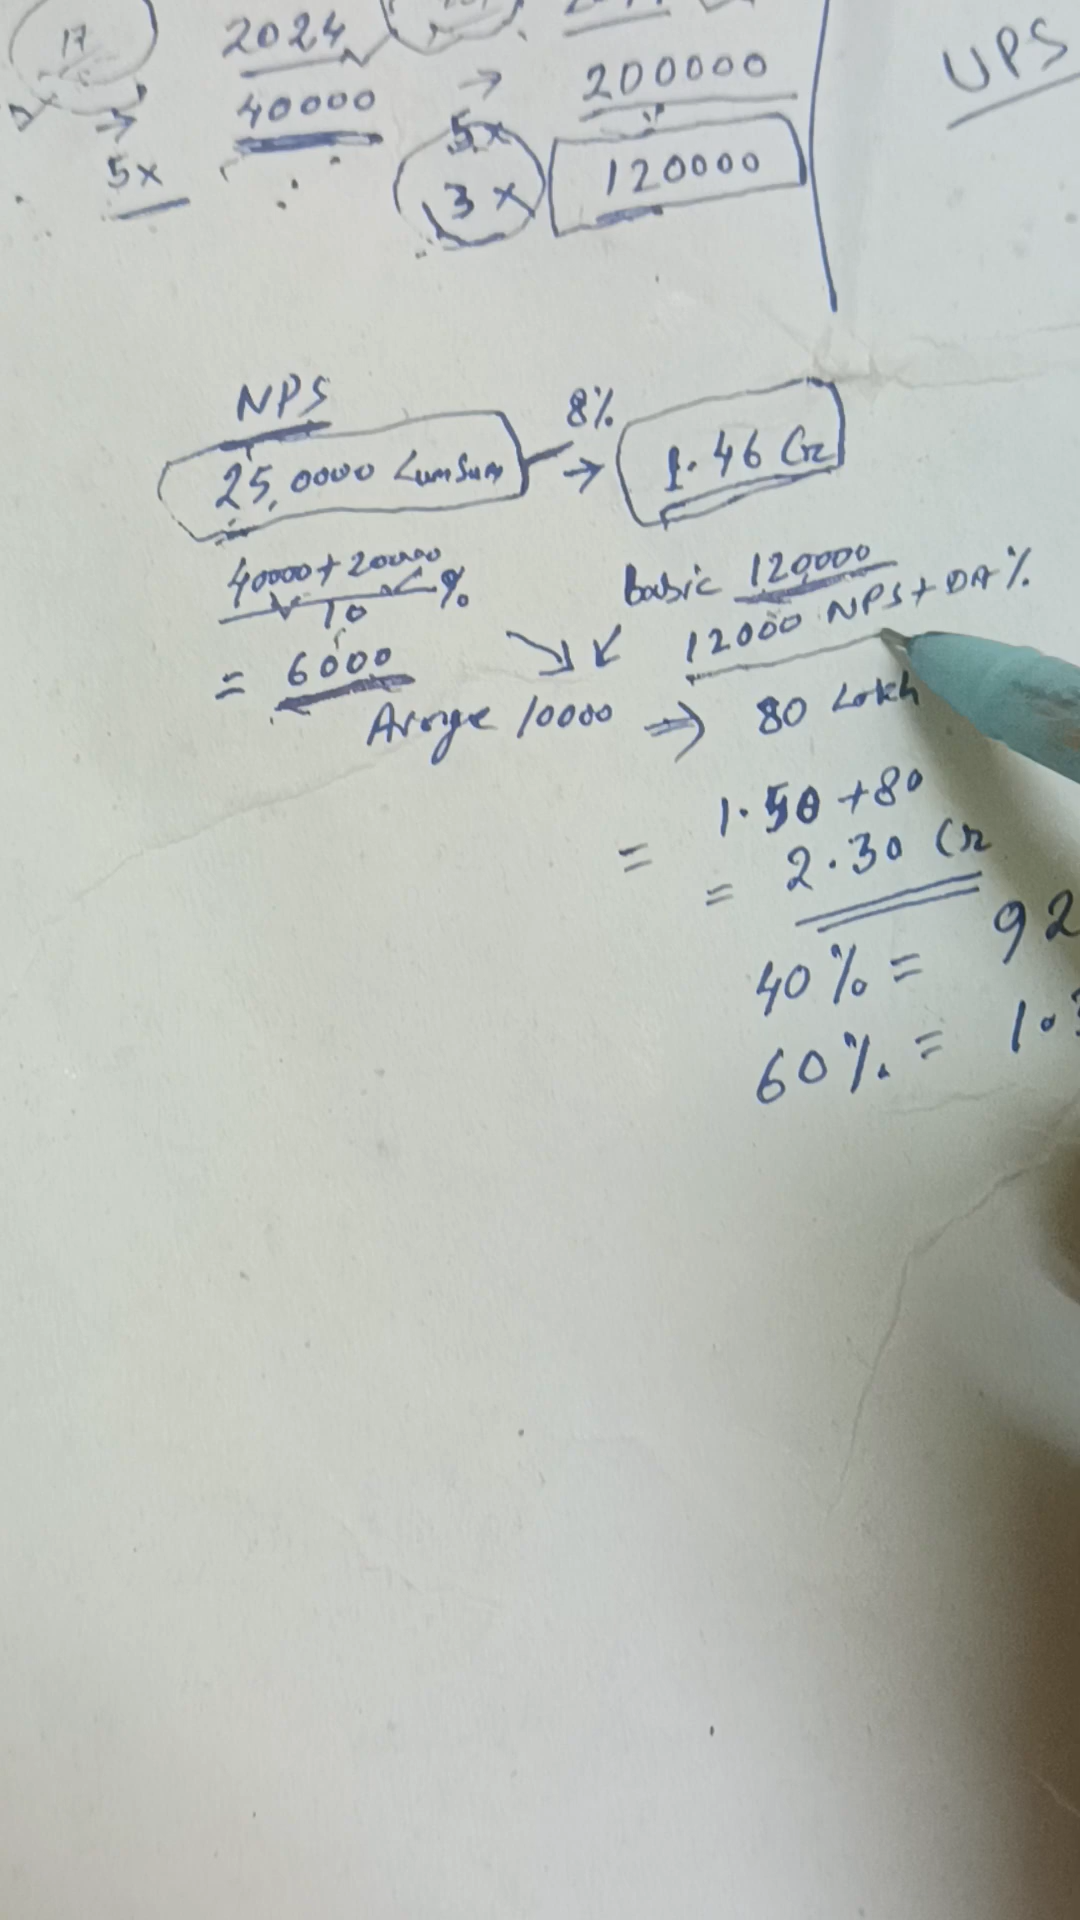 17 2024 UPS
→ 40000 → 200000
5x 5x
3x 120000
NPS
25,0000 LumSum → 8% 1.46 Cr
40000+20000 % Basic 120000
10 12000 NPS+DA%
= 6000
Avrge 10000 ⇒ 80 Lakh
= 1.50 +80
= 2.30 Cr
40% = 92
60% = 1.